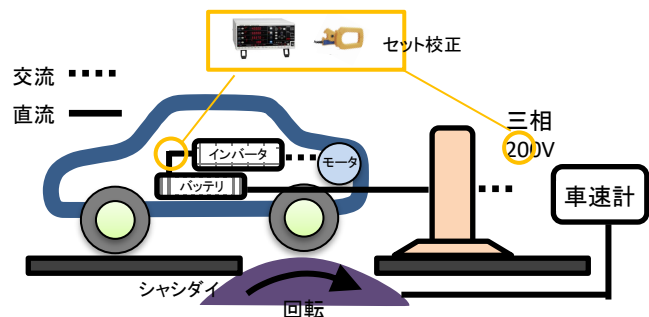 セット校正
交流
直流
三相
200V
インバータ
モータ
バッテリ
車速計
シャシダイ
回転